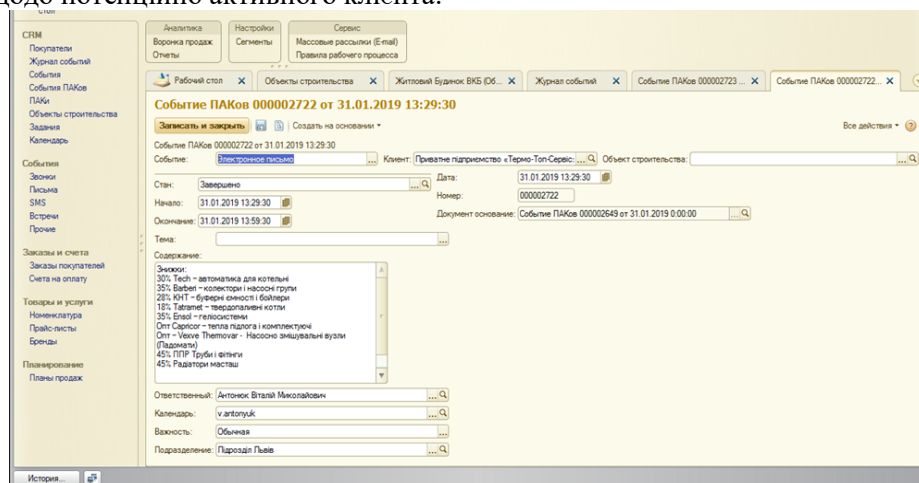 щодо потенційно активного клієнта.
стол
CRM
Покупатели
Журнал событий
События
События ПАКов
ПАКи
Объекты строительства
Задания
Календарь
События
Звонки
Письма
SMS
Встречи
Прочие
Заказы и счета
Заказы покупателей
Счета на оплату
Товары и услуги
Номенклатура
Прайс-листы
Бренды
Планирование
Планы продаж
Аналитика
Воронка продаж
Отчеты
Настройки
Сегменты
Сервис
Массовые рассылки (E-mail)
Правила рабочего процесса
Рабочий стол
Объекты строительства
Житловий Будинок ВКБ (Об...
Журнал событий
Событие ПАКов 000002723 ...
Событие ПАКов 000002722...
Событие ПАКов 000002722 от 31.01.2019 13:29:30
Записать и закрыть Создать на основании Все действия
Событие ПАКов 000002722 от 31.01.2019 13:29:30
Событие: Электронное письмо ... Клиент: Приватне підприємство «Термо-Топ-Сервіс: ... Объект строительства: ...
Стан: Завершено ...
Дата: 31.01.2019 13:29:30
Начало: 31.01.2019 13:29:30
Номер: 000002722
Окончание: 31.01.2019 13:59:30
Документ основание: Событие ПАКов 000002649 от 31.01.2019 0:00:00 ...
Тема: ...
Содержание:
Знижки:
30% Tech – автоматика для котельні
35% Barberi – колектори і насосні групи
28% КНТ – буферні ємності і бойлери
18% Tatramet – твердопаливні котли
35% Ensol – геліосистеми
Опт Capricor – тепла підлога і комплектуючі
Опт – Vexve Thermovar - Насосно змішувальні вузли
(Ладомати)
45% ППР Труби і фітінги
45% Радіатори масташ
Ответственный: Антонюк Віталій Миколайович ...
Календарь: v.antonyuk ...
Важность: Обычная ...
Подразделение: Підрозділ Львів ...
История...